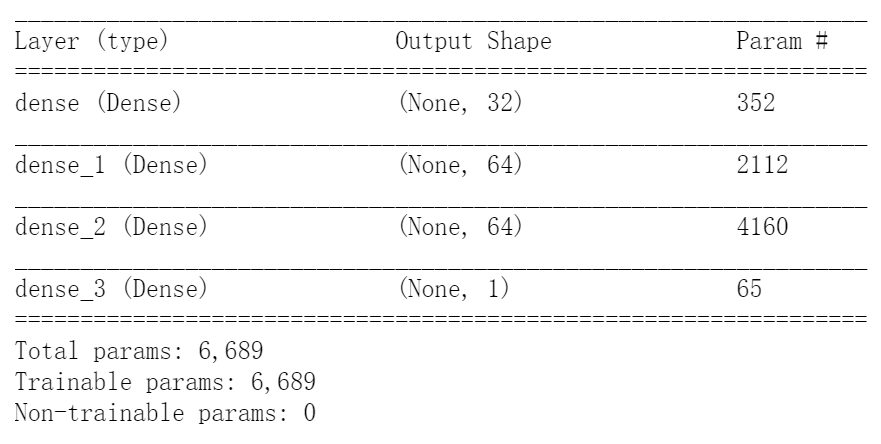 Layer (type) Output Shape Param #
dense (Dense) (None, 32) 352
dense_1 (Dense) (None, 64) 2112
dense_2 (Dense) (None, 64) 4160
dense_3 (Dense) (None, 1) 65
Total params: 6,689
Trainable params: 6,689
Non-trainable params: 0